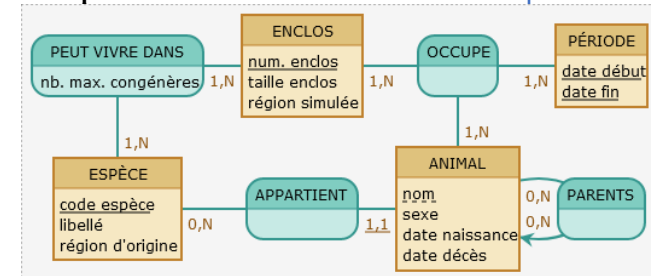 ENCLOS
num. enclos
taille enclos
région simulée
PEUT VIVRE DANS
nb. max. congénères
OCCUPE
PÉRIODE
date début
date fin
1,N
1,N
1,N
1,N
1,N
ESPÈCE
code espèce
libellé
région d'origine
0,N
APPARTIENT
1,1
ANIMAL
nom
sexe
date naissance
date décès
0,N
0,N
PARENTS